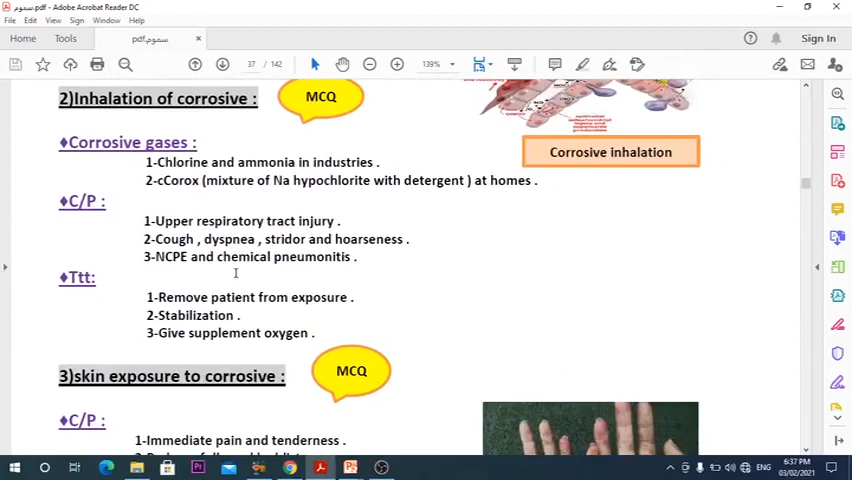 سموم.pdf - Adobe Acrobat Reader DC
File Edit View Sign Window Help
Home Tools سموم.pdf Sign In
37 / 142 139%
2)Inhalation of corrosive :
MCQ
Corrosive inhalation
♦Corrosive gases :
1-Chlorine and ammonia in industries .
2-cCorox (mixture of Na hypochlorite with detergent ) at homes .
♦C/P :
1-Upper respiratory tract injury .
2-Cough , dyspnea , stridor and hoarseness .
3-NCPE and chemical pneumonitis .
♦Ttt:
1-Remove patient from exposure .
2-Stabilization .
3-Give supplement oxygen .
3)skin exposure to corrosive :
MCQ
♦C/P :
1-Immediate pain and tenderness .
ENG
6:37 PM
03/02/2021